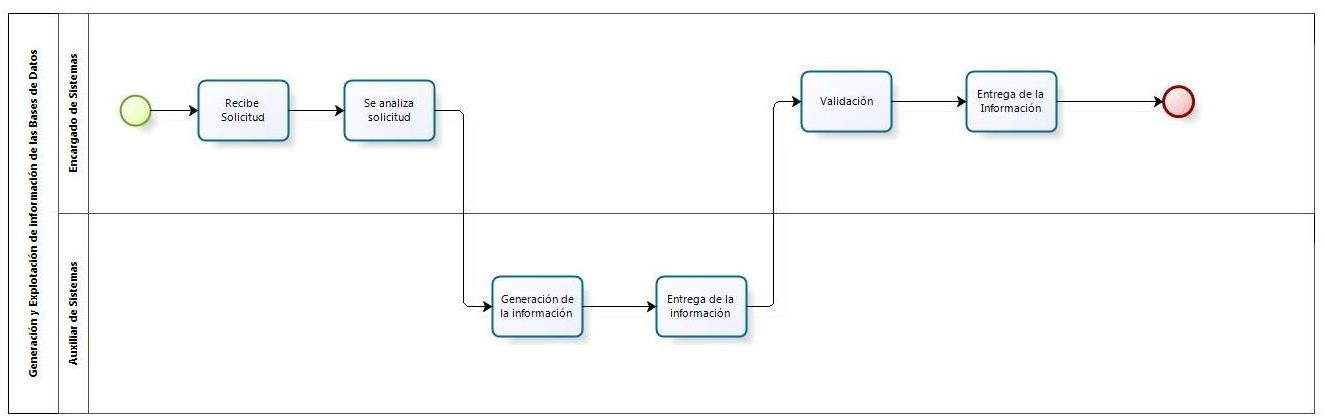 Generación y Explotación de Información de las Bases de Datos
Encargado de Sistemas
Recibe
Solicitud
Se analiza
solicitud
Validación
Entrega de la
Información
Auxiliar de Sistemas
Generación de
la información
Entrega de la
información